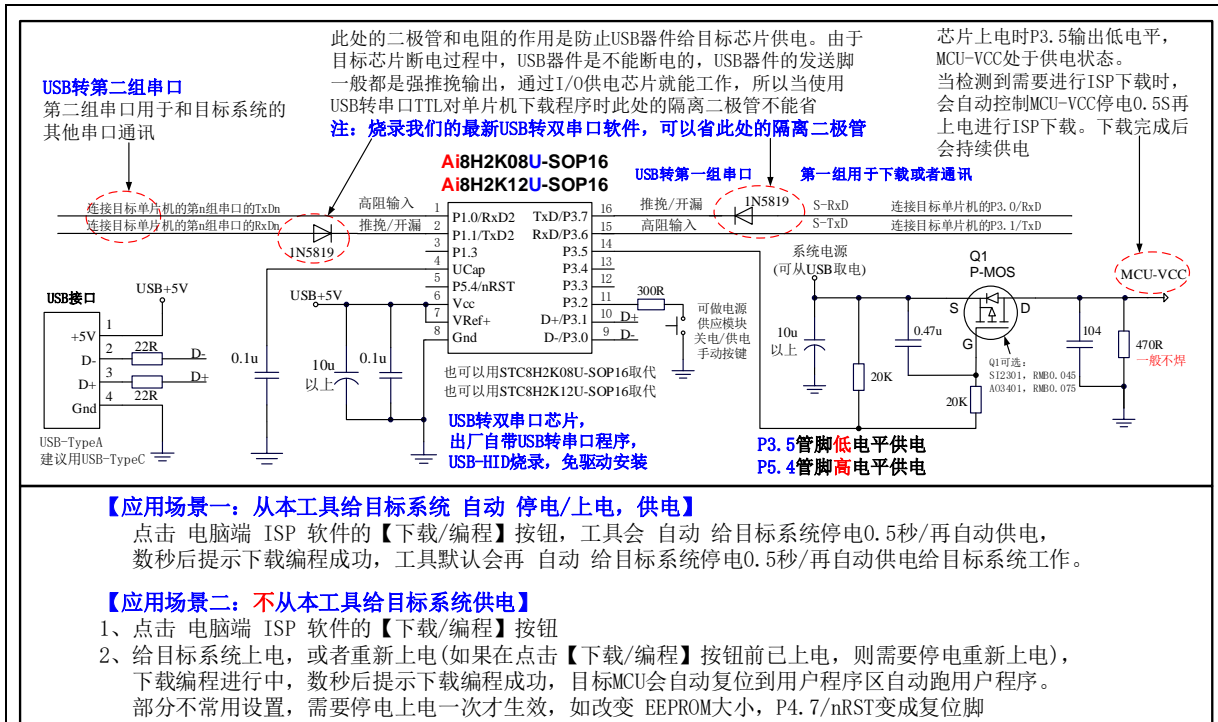 此处的二极管和电阻的作用是防止USB器件给目标芯片供电。由于
目标芯片断电过程中，USB器件是不能断电的，USB器件的发送脚
一般都是强推挽输出，通过I/O供电芯片就能工作，所以当使用
USB转串口TTL对单片机下载程序时此处的隔离二极管不能省
注：烧录我们的最新USB转双串口软件，可以省此处的隔离二极管
芯片上电时P3.5输出低电平，
MCU-VCC处于供电状态。
当检测到需要进行ISP下载时，
会自动控制MCU-VCC停电0.5S再
上电进行ISP下载。下载完成后
会持续供电
USB转第二组串口
第二组串口用于和目标系统的
其他串口通讯
Ai8H2K08U-SOP16
Ai8H2K12U-SOP16
USB转第一组串口
第一组用于下载或者通讯
连接目标单片机的第n组串口的TxDn
高阻输入
连接目标单片机的第n组串口的RxDn
推挽/开漏
1N5819
1 P1.0/RxD2
2 P1.1/TxD2
3 P1.3
4 UCap
5 P5.4/nRST
6 Vcc
7 VRef+
8 Gnd
TxD/P3.7 16
RxD/P3.6 15
P3.5 14
P3.4 13
P3.3 12
P3.2 11
D+/P3.1 10 D+
D-/P3.0 9 D-
推挽/开漏
1N5819
S-RxD
连接目标单片机的P3.0/RxD
高阻输入
S-TxD
连接目标单片机的P3.1/TxD
系统电源
(可从USB取电)
Q1
P-MOS
MCU-VCC
S
D
G
USB接口
USB+5V
+5V 1
D- 2
D+ 3
Gnd 4
22R
D-
22R
D+
USB-TypeA
建议用USB-TypeC
0.1u
USB+5V
10u
以上
0.1u
300R
可做电源
供应模块
关电/供电
手动按键
10u
以上
0.47u
20K
20K
Q1可选：
SI2301, RMB0.045
AO3401, RMB0.075
104
470R
一般不焊
也可以用STC8H2K08U-SOP16取代
也可以用STC8H2K12U-SOP16取代
USB转双串口芯片，
出厂自带USB转串口程序，
USB-HID烧录，免驱动安装
P3.5管脚低电平供电
P5.4管脚高电平供电
【应用场景一：从本工具给目标系统 自动 停电/上电，供电】
点击 电脑端 ISP 软件的【下载/编程】按钮，工具会 自动 给目标系统停电0.5秒/再自动供电，
数秒后提示下载编程成功，工具默认会再 自动 给目标系统停电0.5秒/再自动供电给目标系统工作。
【应用场景二：不从本工具给目标系统供电】
1、点击 电脑端 ISP 软件的【下载/编程】按钮
2、给目标系统上电，或者重新上电(如果在点击【下载/编程】按钮前已上电，则需要停电重新上电)，
下载编程进行中，数秒后提示下载编程成功，目标MCU会自动复位到用户程序区自动跑用户程序。
部分不常用设置，需要停电上电一次才生效，如改变 EEPROM大小，P4.7/nRST变成复位脚